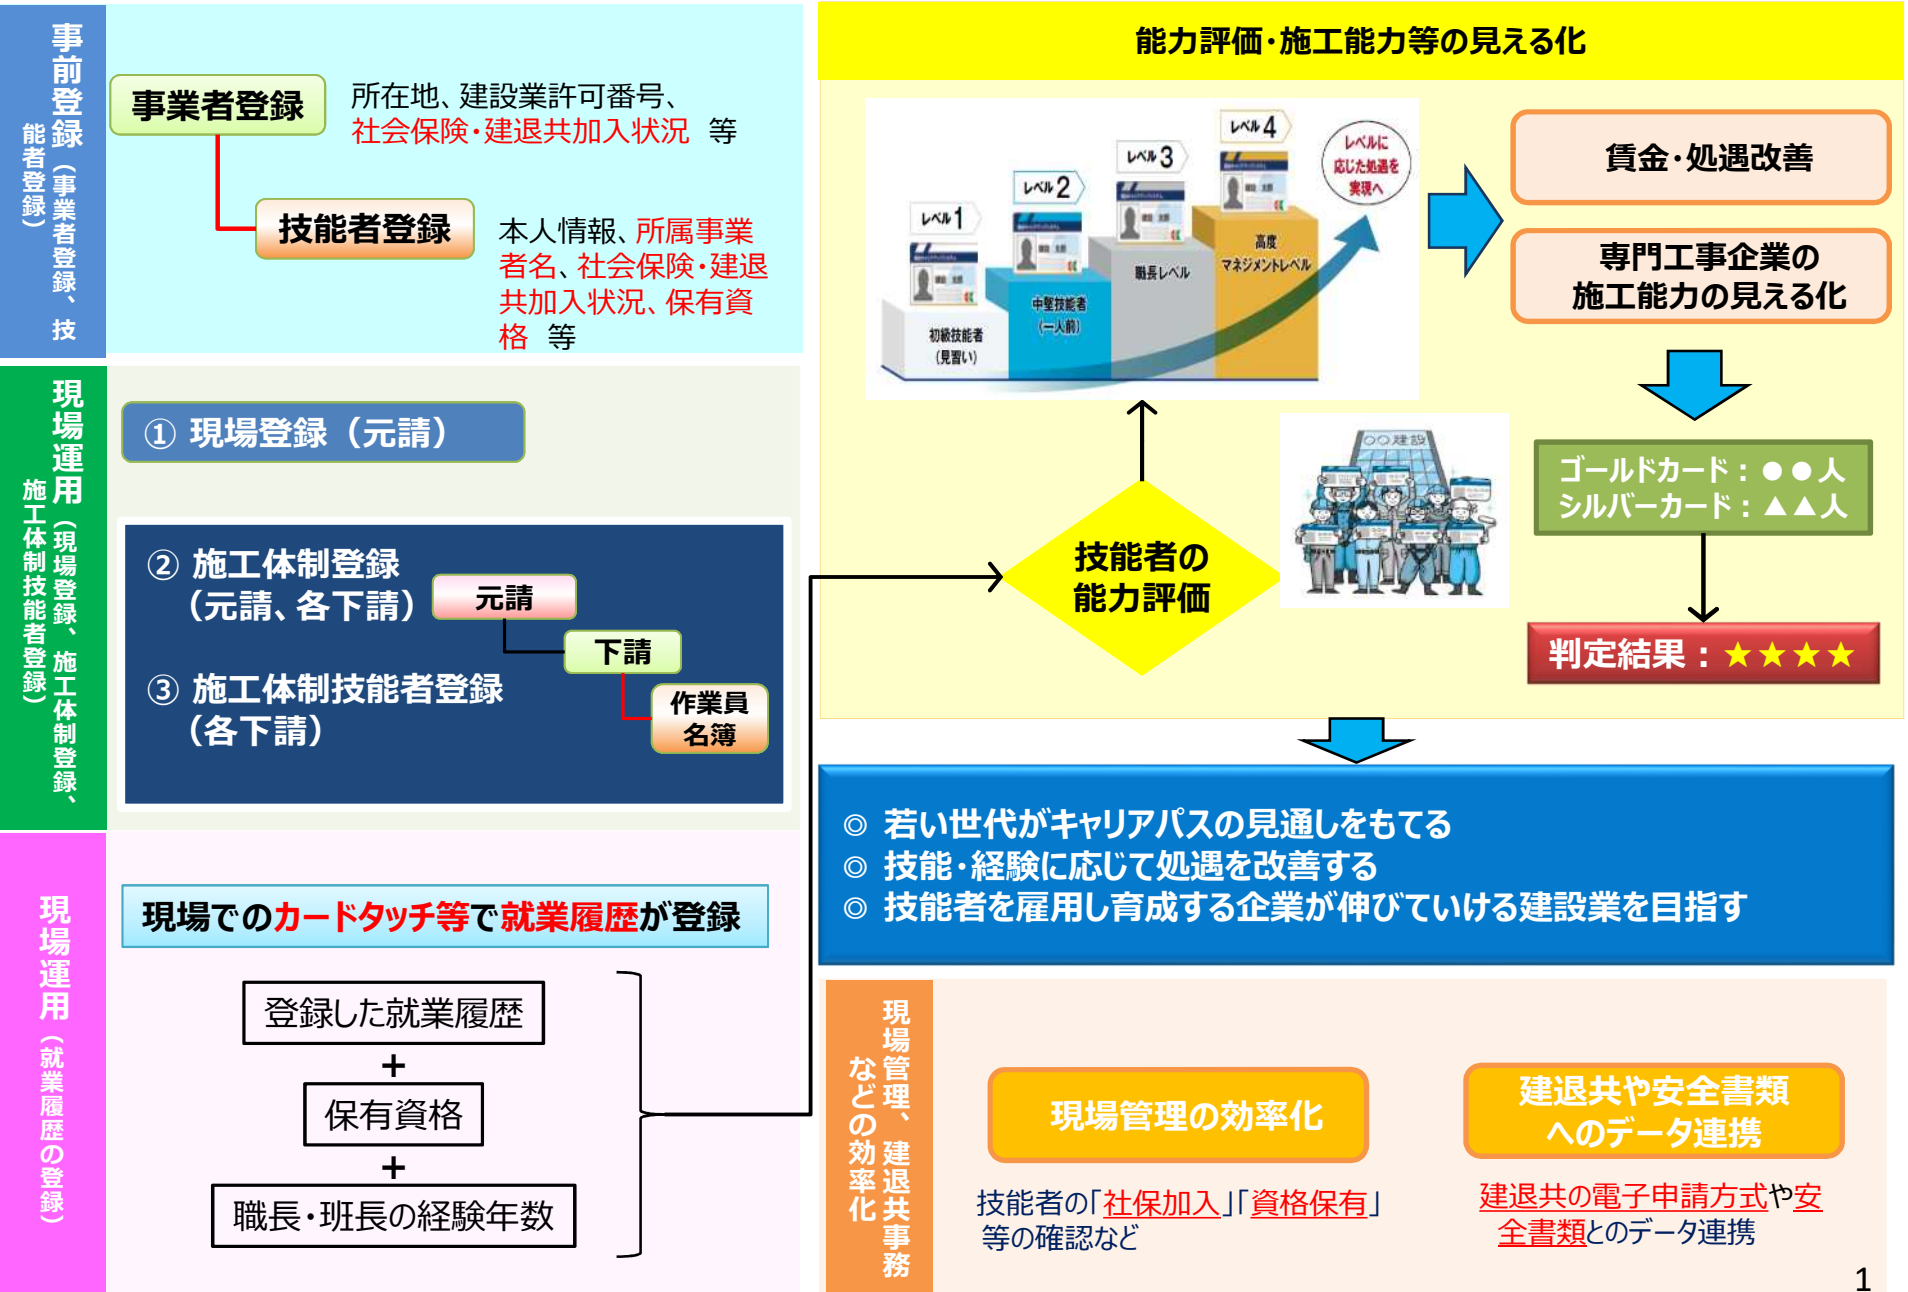 事前登録（事業者登録、技
能者登録）
事業者登録
所在地、建設業許可番号、
社会保険・建退共加入状況　等
技能者登録
本人情報、所属事業
者名、社会保険・建退
共加入状況、保有資
格　等
現場運用（現場登録、施工体制登録、
施工体制技能者登録）
① 現場登録（元請）
② 施工体制登録
（元請、各下請）
元請
下請
③ 施工体制技能者登録
（各下請）
作業員
名簿
現場運用（就業履歴の登録）
現場でのカードタッチ等で就業履歴が登録
登録した就業履歴
＋
保有資格
＋
職長・班長の経験年数
能力評価・施工能力等の見える化
レベル1
レベル2
レベル3
レベル4
レベルに
応じた処遇を
実現へ
初級技能者
（見習い）
中堅技能者
（一人前）
職長レベル
高度
マネジメントレベル
賃金・処遇改善
専門工事企業の
施工能力の見える化
技能者の
能力評価
○○建設
ゴールドカード：●●人
シルバーカード：▲▲人
判定結果：★★★★
◎ 若い世代がキャリアパスの見通しをもてる
◎ 技能・経験に応じて処遇を改善する
◎ 技能者を雇用し育成する企業が伸びていける建設業を目指す
現場管理、建退共事務
などの効率化
現場管理の効率化
技能者の「社保加入」「資格保有」
等の確認など
建退共や安全書類
へのデータ連携
建退共の電子申請方式や安
全書類とのデータ連携
1